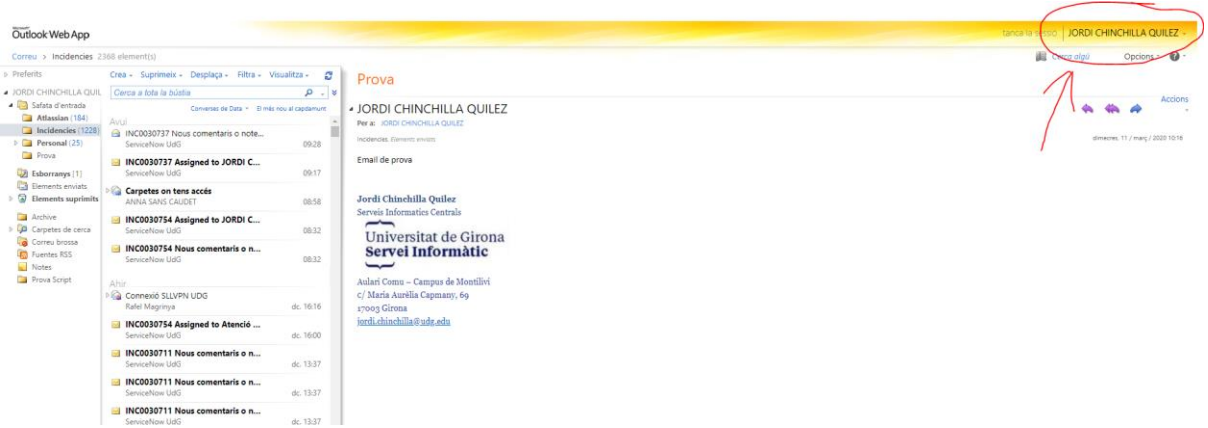 Microsoft
Outlook Web App
tanca la sessió | JORDI CHINCHILLA QUILEZ
Correu > Incidencies 2368 element(s)
Cerca algú Opcions
Preferits
JORDI CHINCHILLA QUIL
Safata d'entrada
Atlassian (184)
Incidencies (1228)
Personal (25)
Prova
Esborranys [1]
Elements enviats
Elements suprimits
Archive
Carpetes de cerca
Correu brossa
Fuentes RSS
Notes
Prova Script
Crea Suprimeix Desplaça Filtra Visualitza
Cerca a tota la bústia
Converses de Data El més nou al capdamunt
Avui
INC0030737 Nous comentaris o note...
ServiceNow UdG 09:28
INC0030737 Assigned to JORDI C...
ServiceNow UdG 09:17
Carpetes on tens accés
ANNA SANS CAUDET 08:58
INC0030754 Assigned to JORDI C...
ServiceNow UdG 08:32
INC0030754 Nous comentaris o n...
ServiceNow UdG 08:32
Ahir
Connexió SLLVPN UDG
Rafel Magrinya dc. 16:16
INC0030754 Assigned to Atenció ...
ServiceNow UdG dc. 16:00
INC0030711 Nous comentaris o n...
ServiceNow UdG dc. 13:37
INC0030711 Nous comentaris o n...
ServiceNow UdG dc. 13:37
INC0030711 Nous comentaris o n...
ServiceNow UdG dc. 13:37
Prova
JORDI CHINCHILLA QUILEZ
Per a: JORDI CHINCHILLA QUILEZ
Accions
Incidencies, Elements enviats
dimecres, 11 / març / 2020 10:16
Email de prova
Jordi Chinchilla Quilez
Serveis Informatics Centrals
Universitat de Girona
Servei Informàtic
Aulari Comu – Campus de Montilivi
c/ Maria Aurèlia Capmany, 69
17003 Girona
jordi.chinchilla@udg.edu